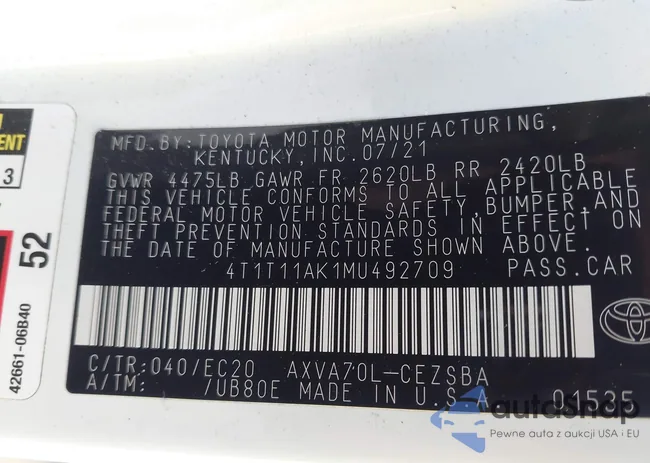 MFD.BY:TOYOTA MOTOR MANUFACTURING,
KENTUCKY, INC.07/21
GVWR 4475LB GAWR FR 2620LB RR 2420LB
THIS VEHICLE CONFORMS TO ALL APPLICABLE
FEDERAL MOTOR VEHICLE SAFETY,BUMPER,AND
THEFT PREVENTION STANDARDS IN EFFECT ON
THE DATE OF MANUFACTURE SHOWN ABOVE.
4T1T11AK1MU492709 PASS.CAR
C/TR:040/EC20 AXVA70L-CEZSBA
A/TM: /UB80E MADE IN U.S.A 01535
3
52
42661-06B40
autoSnap
Pewne auta z aukcji USA i EU